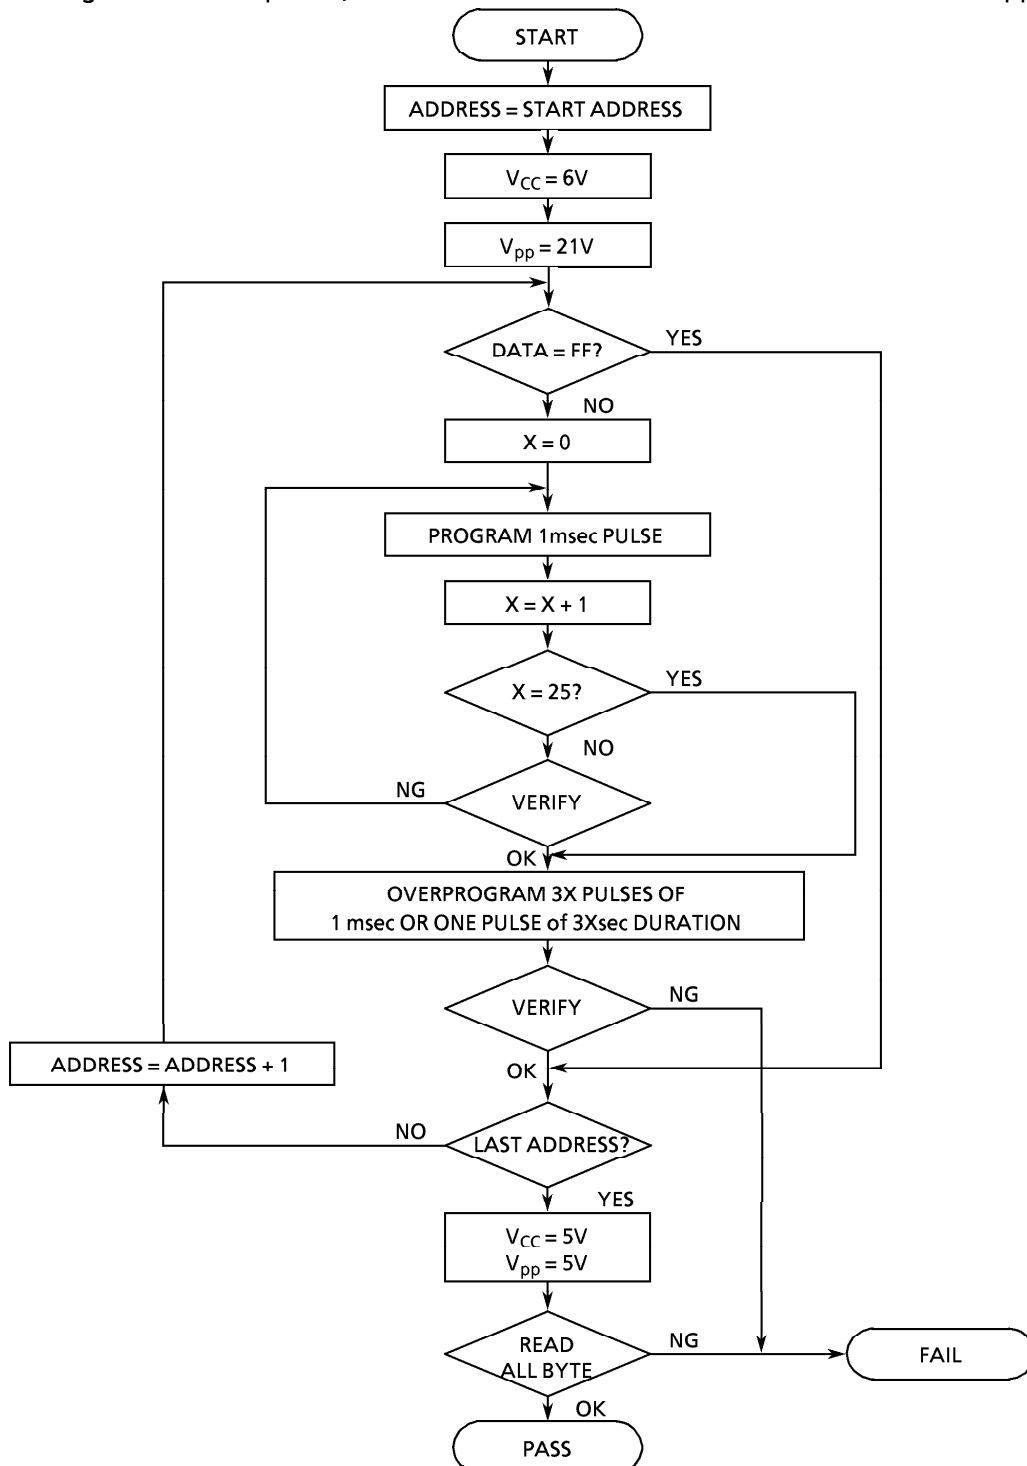 START
ADDRESS = START ADDRESS
VCC = 6V
Vpp = 21V
DATA = FF?
YES
NO
X = 0
PROGRAM 1msec PULSE
X = X + 1
X = 25?
YES
NO
NG
VERIFY
OK
OVERPROGRAM 3X PULSES OF
1 msec OR ONE PULSE of 3Xsec DURATION
VERIFY
NG
ADDRESS = ADDRESS + 1
OK
NO
LAST ADDRESS?
YES
VCC = 5V
Vpp = 5V
READ
ALL BYTE
NG
FAIL
OK
PASS